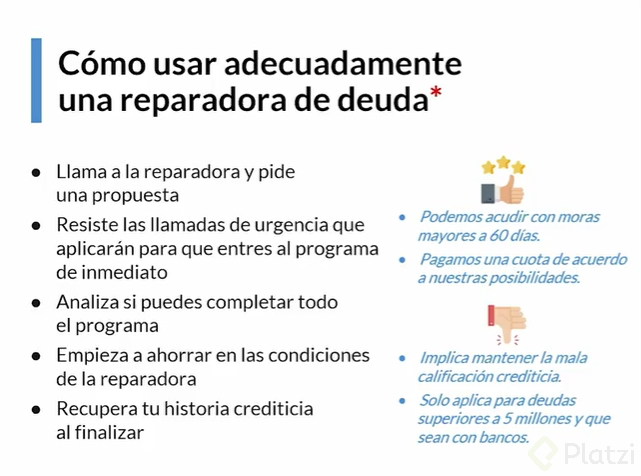 Cómo usar adecuadamente
una reparadora de deuda*
● Llama a la reparadora y pide
una propuesta
● Resiste las llamadas de urgencia que
aplicarán para que entres al programa
de inmediato
● Analiza si puedes completar todo
el programa
● Empieza a ahorrar en las condiciones
de la reparadora
● Recupera tu historia crediticia
al finalizar
• Podemos acudir con moras
mayores a 60 días.
• Pagamos una cuota de acuerdo
a nuestras posibilidades.
• Implica mantener la mala
calificación crediticia.
• Solo aplica para deudas
superiores a 5 millones y que
sean con bancos.
Platzi